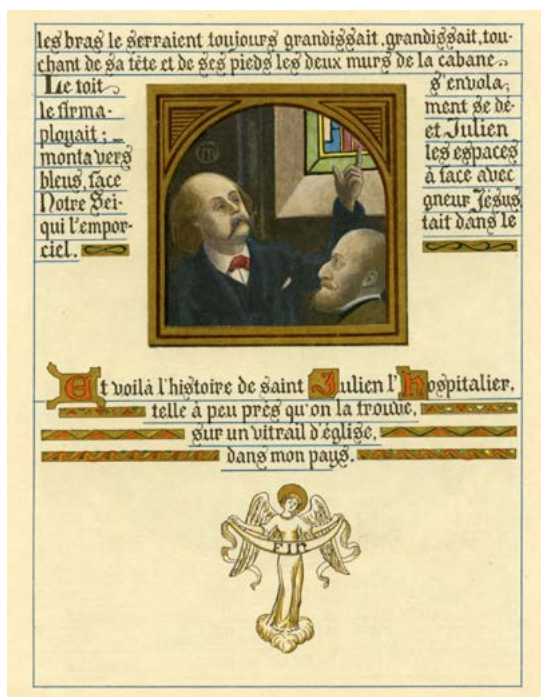 les bras le serraient toujours grandissait, grandissait, tou-
chant de sa tête et de ses pieds les deux murs de la cabane.
Le toit s'envola,
le firma- ment se dé-
ployait ; _ et Julien
monta vers les espaces
bleus, face à face avec
Notre Sei- gneur Jésus,
qui l'empor- tait dans le
ciel.
Et voilà l'histoire de saint Julien l'hospitalier,
telle à peu près qu'on la trouve,
sur un vitrail d'église,
dans mon pays.
FIN